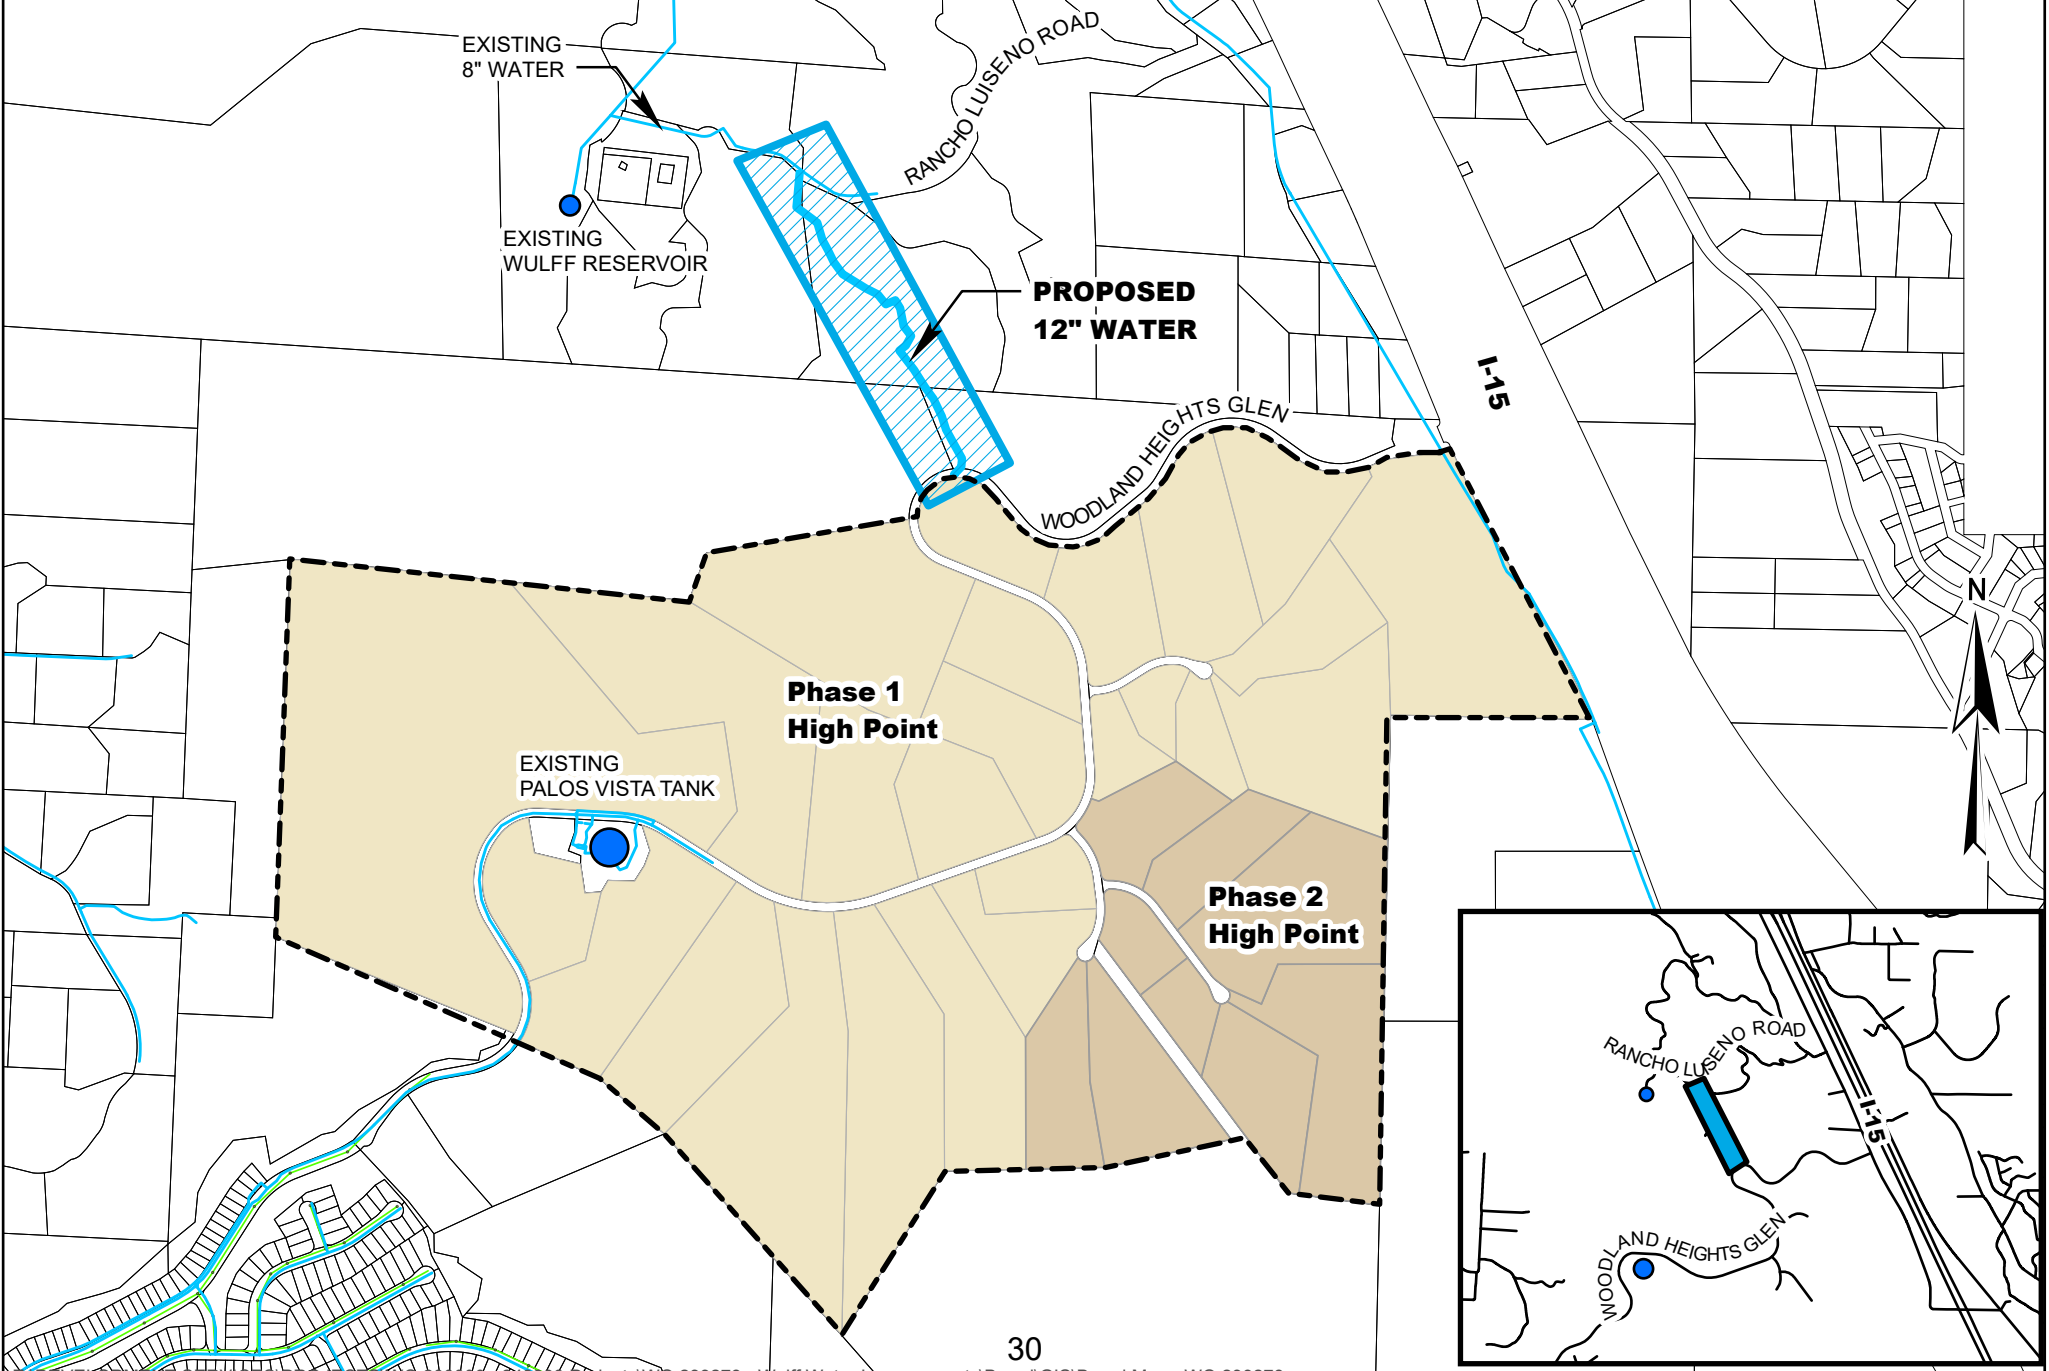 EXISTING
8" WATER
RANCHO LUISENO ROAD
EXISTING
WULFF RESERVOIR
PROPOSED
12" WATER
I-15
WOODLAND HEIGHTS GLEN
N
Phase 1
High Point
EXISTING
PALOS VISTA TANK
Phase 2
High Point
RANCHO LUISENO ROAD
I-15
WOODLAND HEIGHTS GLEN
30